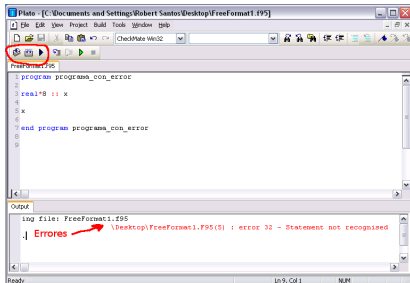 Plato - [C:\Documents and Settings\Robert Santos\Desktop\FreeFormat1.f95]
File Edit View Project Build Tools Window Help
CheckMate Win32
FreeFormat1.F95
1 program programa_con_error
2
3 real*8 :: x
4
5 x
6
7 end program programa_con_error
8
9
Output
ing file: FreeFormat1.f95
\Desktop\FreeFormat1.F95(5) : error 32 - Statement not recognised
Errores
Ready Ln 9, Col 1 NUM